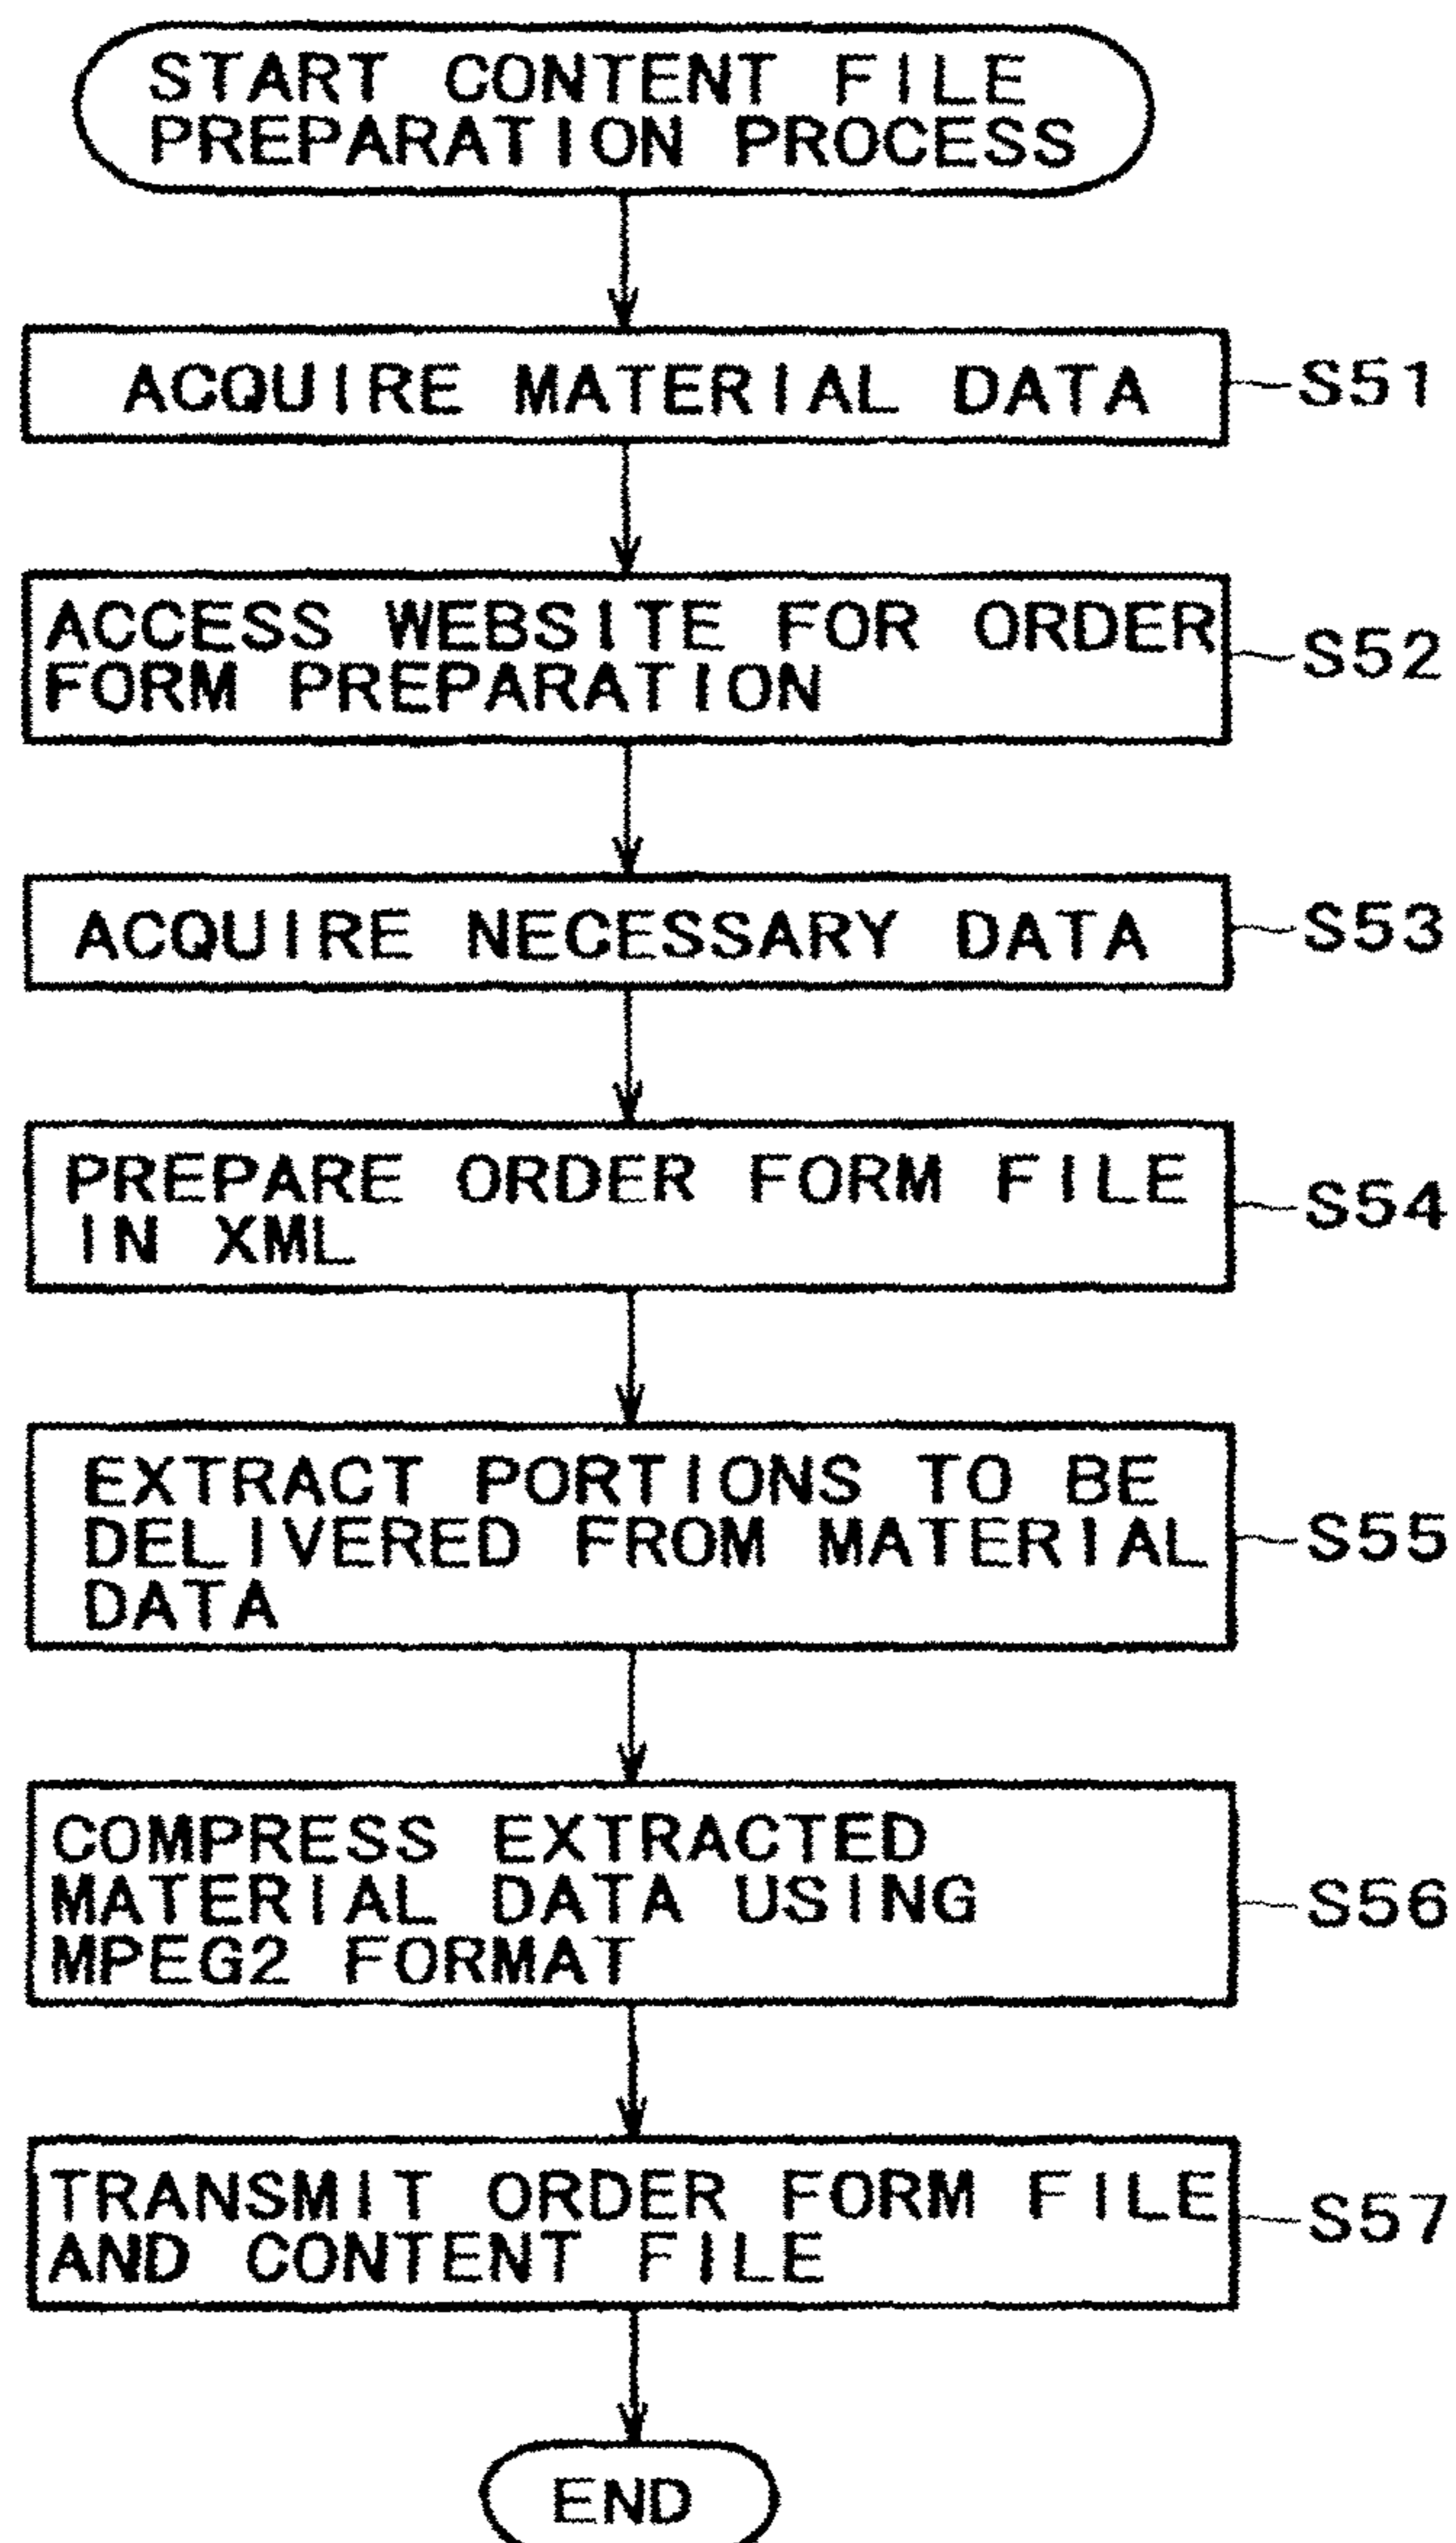 START CONTENT FILE
PREPARATION PROCESS
ACQUIRE MATERIAL DATA
S51
ACCESS WEBSITE FOR ORDER
FORM PREPARATION
S52
ACQUIRE NECESSARY DATA
S53
PREPARE ORDER FORM FILE
IN XML
S54
EXTRACT PORTIONS TO BE
DELIVERED FROM MATERIAL
DATA
S55
COMPRESS EXTRACTED
MATERIAL DATA USING
MPEG2 FORMAT
S56
TRANSMIT ORDER FORM FILE
AND CONTENT FILE
S57
END